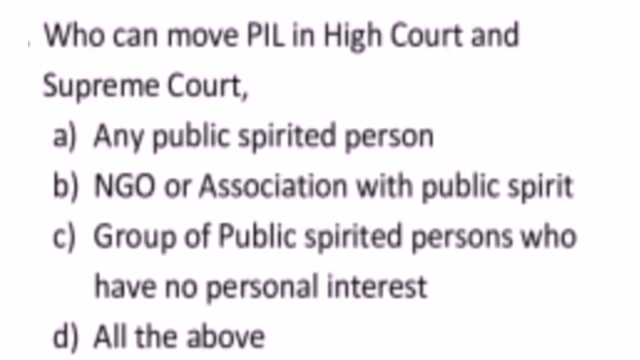 Who can move PIL in High Court and
Supreme Court,
a) Any public spirited person
b) NGO or Association with public spirit
c) Group of Public spirited persons who
have no personal interest
d) All the above